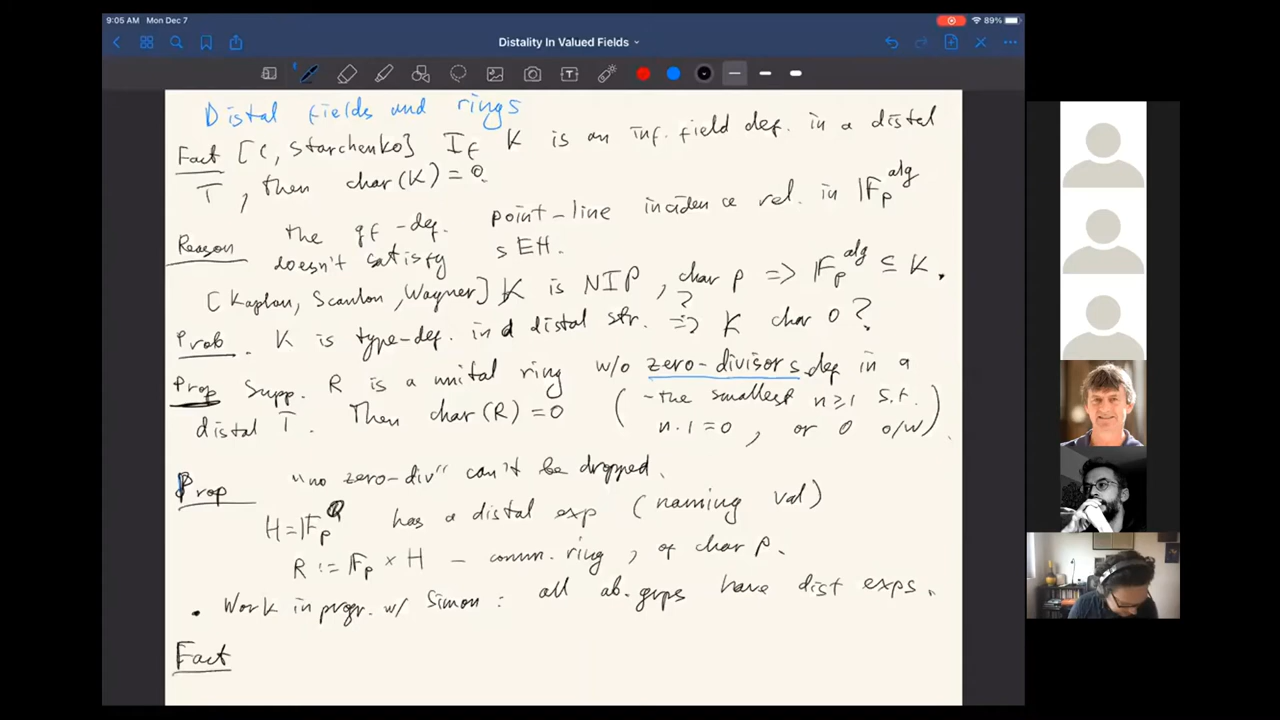 9:05 AM Mon Dec 7
89%
Distality In Valued Fields
Distal fields and rings
Fact [C, Starchenko] If K is an inf. field def. in a distal
T, then char(K) = 0.
Reason the qf-def. point-line incidence rel. in 𝔽p^alg
doesn't satisfy sEH.
[Kaplan, Scanlon, Wagner] K is NIP, char p => 𝔽p^alg ⊆ K.
Prob. K is type-def. in a distal str. =>? K char 0?
Prop Supp. R is a unital ring w/o zero-divisors def in a
distal T. Then char(R) = 0 (- the smallest n ≥ 1 s.t.
n·1 = 0, or 0 o/w).
Prop "no zero-div" can't be dropped.
H = 𝔽p^Q has a distal exp (naming val)
R := 𝔽p × H – comm. ring, of char p.
• Work in progr. w/ Simon: all ab. grps have dist exps.
Fact